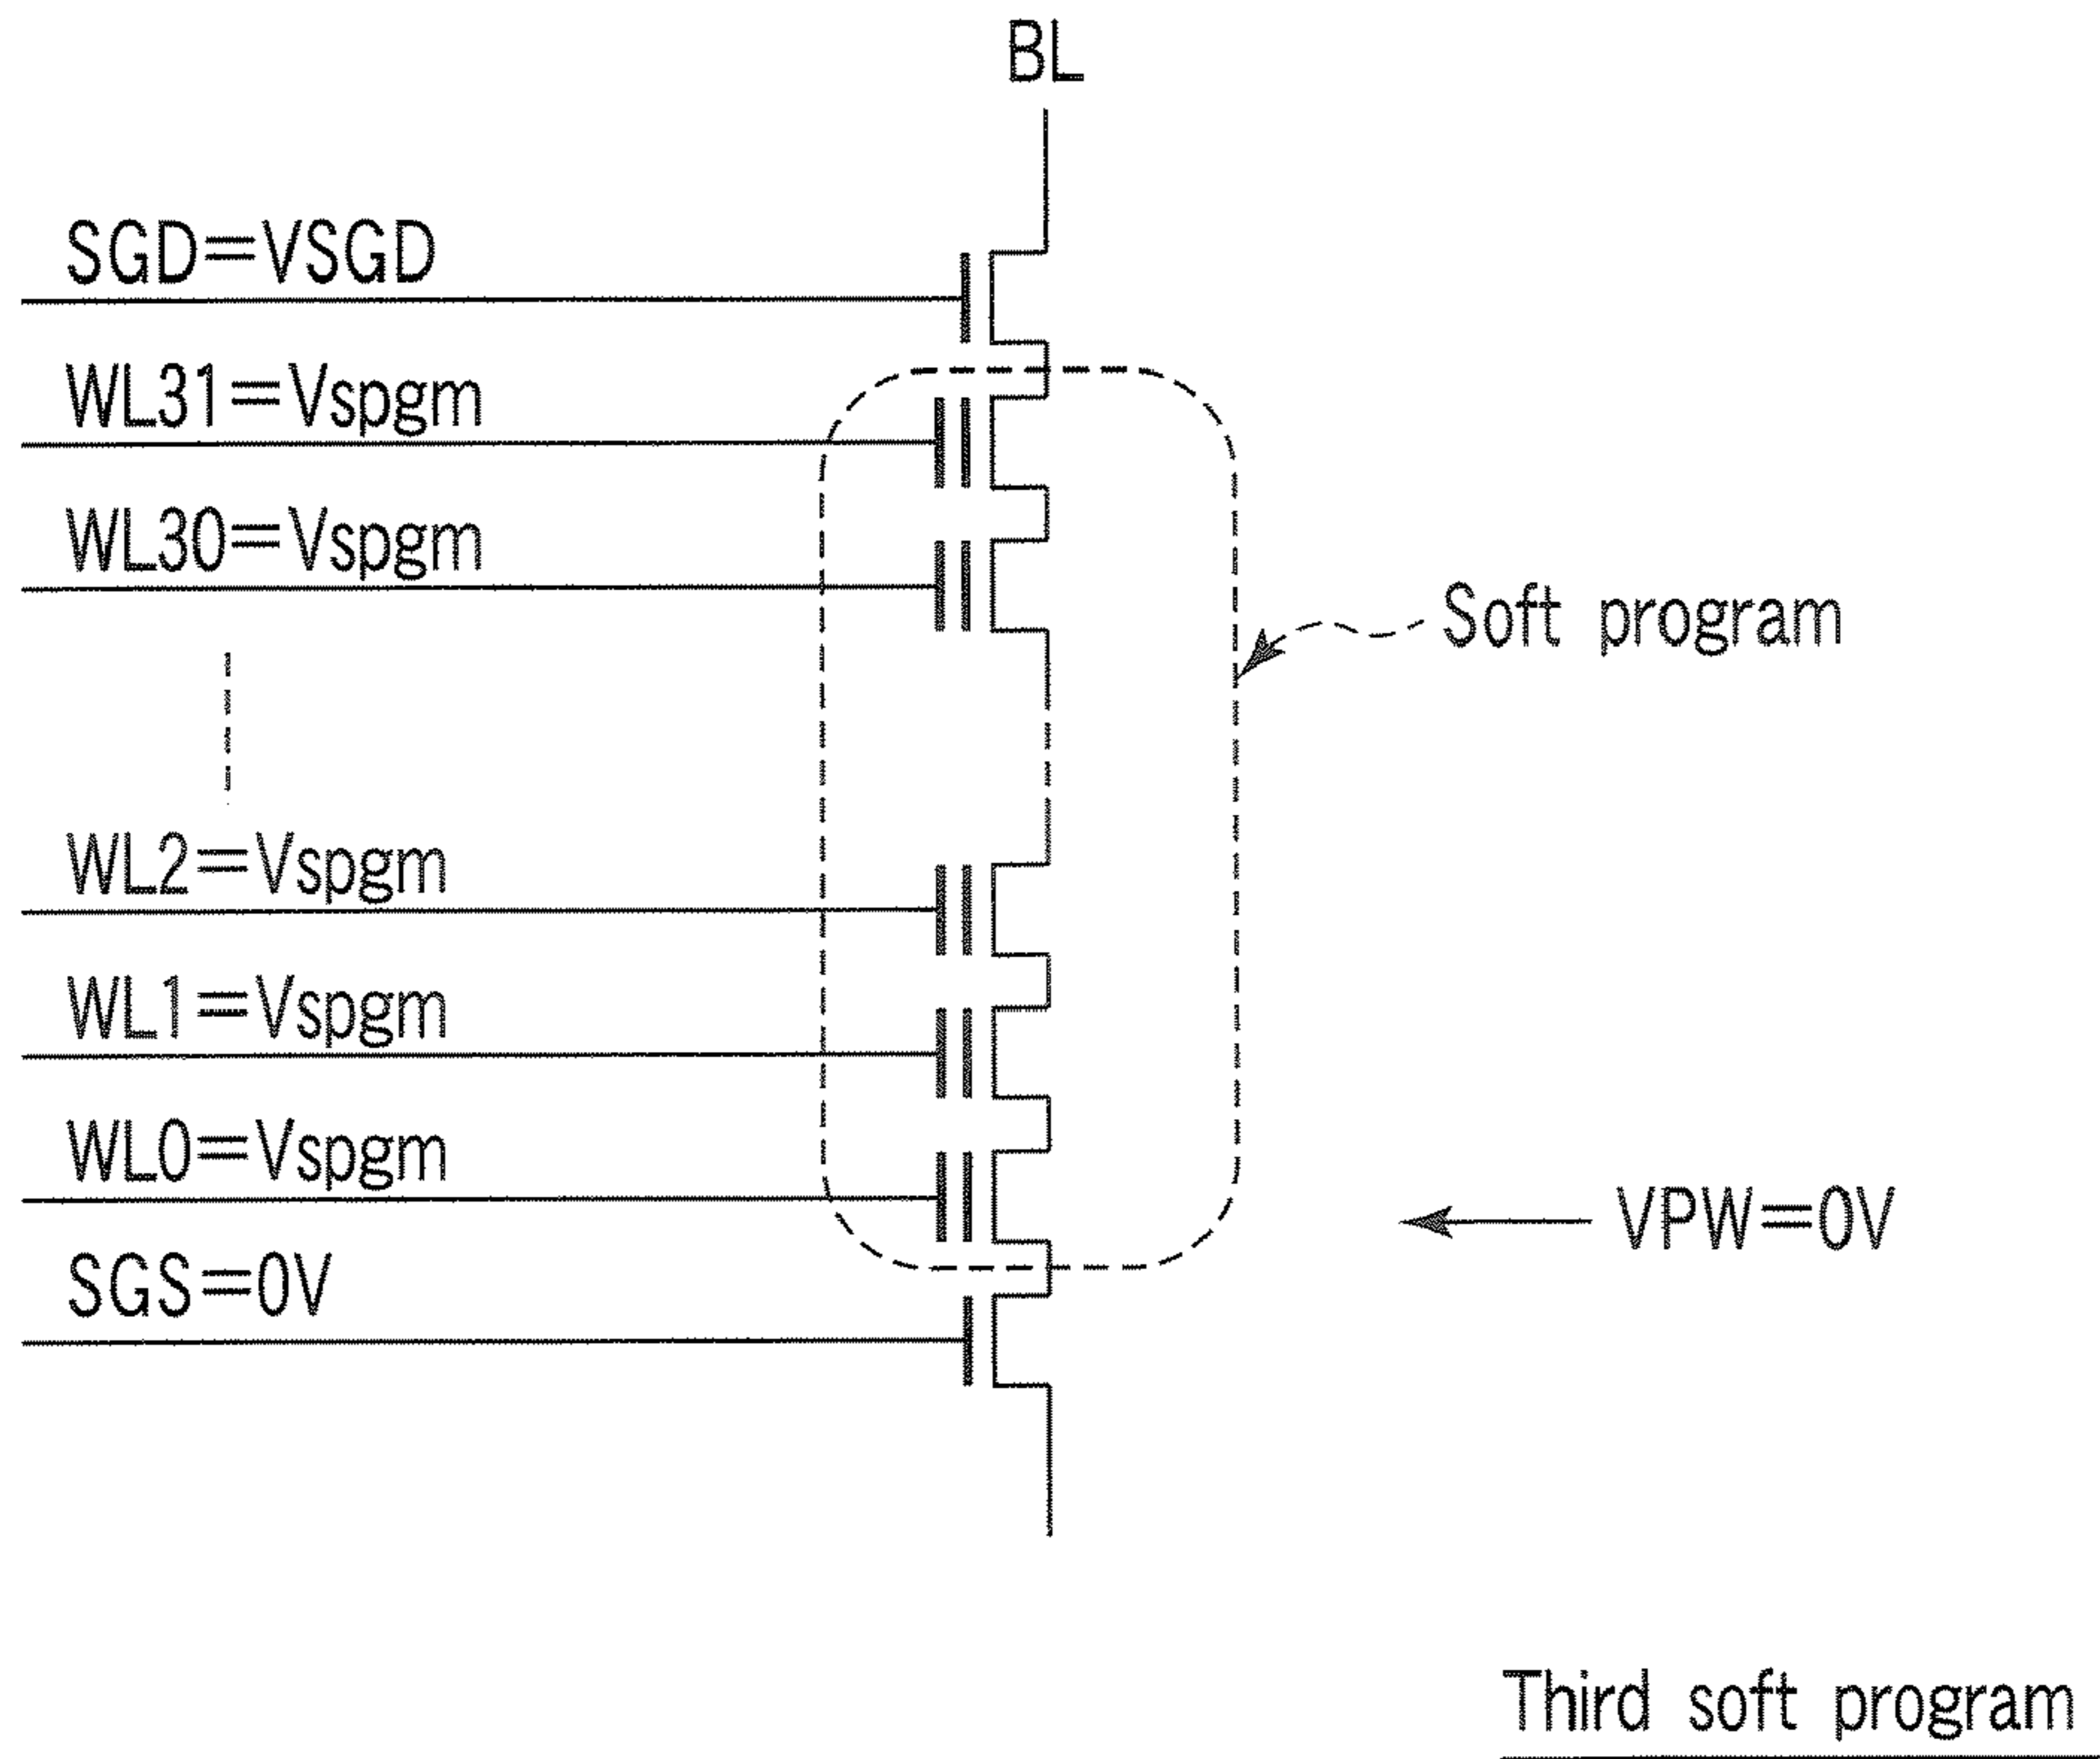 BL
SGD=VSGD
WL31=Vspgm
WL30=Vspgm
Soft program
WL2=Vspgm
WL1=Vspgm
WL0=Vspgm
VPW=0V
SGS=0V
Third soft program